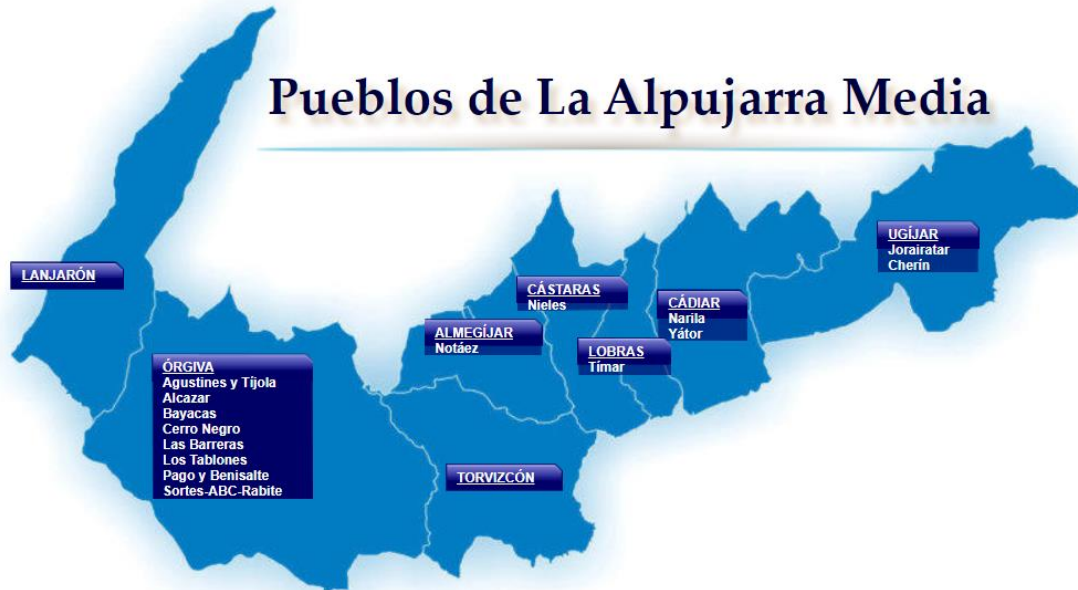 Pueblos de La Alpujarra Media
LANJARÓN
ÓRGIVA
Agustines y Tíjola
Alcazar
Bayacas
Cerro Negro
Las Barreras
Los Tablones
Pago y Benisalte
Sortes-ABC-Rabite
ALMEGÍJAR
Notáez
TORVIZCÓN
CÁSTARAS
Nieles
LOBRAS
Tímar
CÁDIAR
Narila
Yátor
UGÍJAR
Jorairatar
Cherín